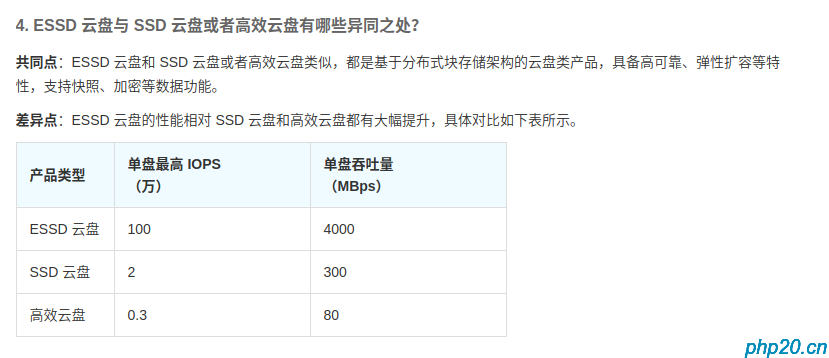 4. ESSD 云盘与 SSD 云盘或者高效云盘有哪些异同之处？
共同点：ESSD 云盘和 SSD 云盘或者高效云盘类似，都是基于分布式块存储架构的云盘类产品，具备高可靠、弹性扩容等特
性，支持快照、加密等数据功能。
差异点：ESSD 云盘的性能相对 SSD 云盘和高效云盘都有大幅提升，具体对比如下表所示。
产品类型 单盘最高 IOPS（万） 单盘吞吐量（MBps）
ESSD 云盘 100 4000
SSD 云盘 2 300
高效云盘 0.3 80
php20.cn